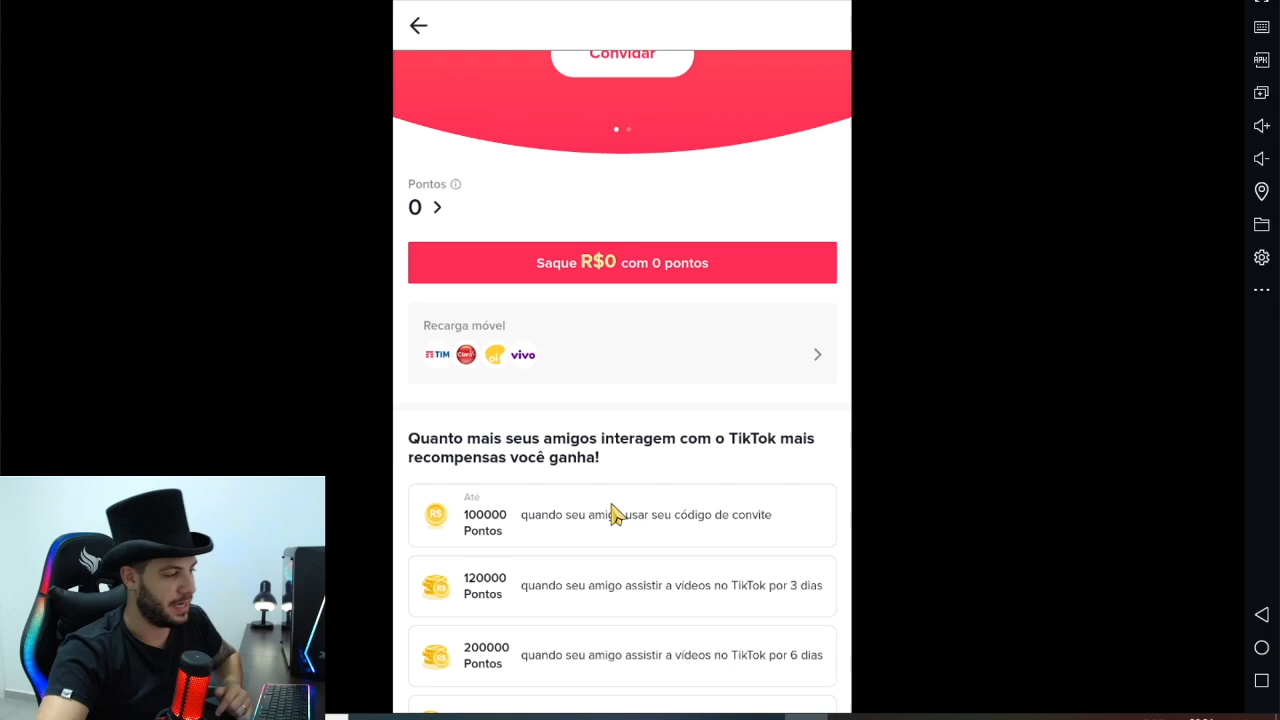 Convidar
Pontos
0
Saque R$0 com 0 pontos
Recarga móvel
TIM Claro oi vivo
Quanto mais seus amigos interagem com o TikTok mais
recompensas você ganha!
Até
100000
Pontos
quando seu amigo usar seu código de convite
120000
Pontos
quando seu amigo assistir a vídeos no TikTok por 3 dias
200000
Pontos
quando seu amigo assistir a vídeos no TikTok por 6 dias
APK